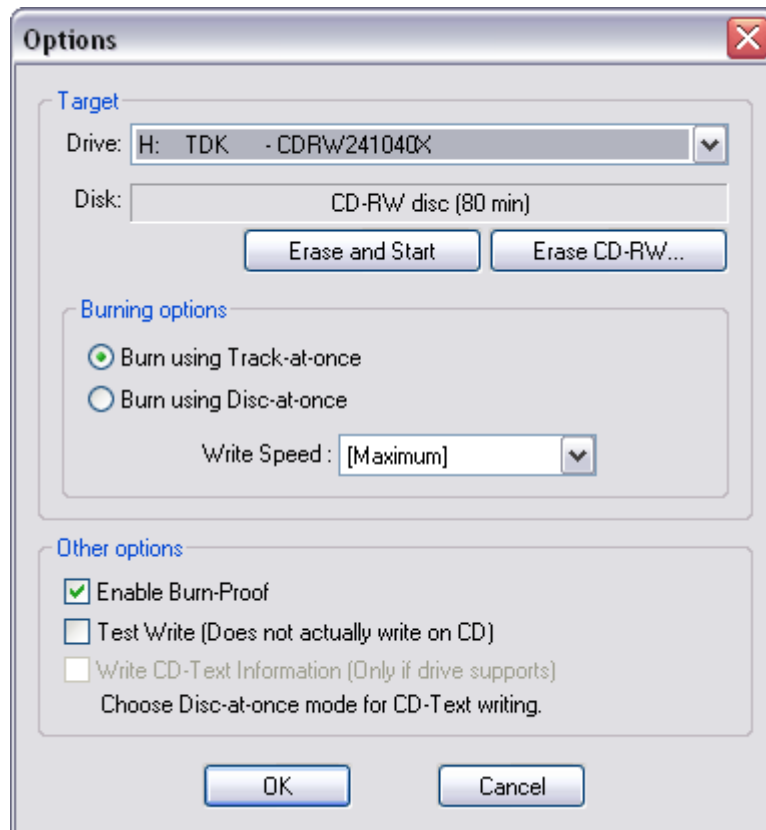 Options
Target
Drive: H: TDK - CDRW241040X
Disk: CD-RW disc (80 min)
Erase and Start Erase CD-RW...
Burning options
Burn using Track-at-once
Burn using Disc-at-once
Write Speed : [Maximum]
Other options
Enable Burn-Proof
Test Write (Does not actually write on CD)
Write CD-Text Information (Only if drive supports)
Choose Disc-at-once mode for CD-Text writing.
OK Cancel